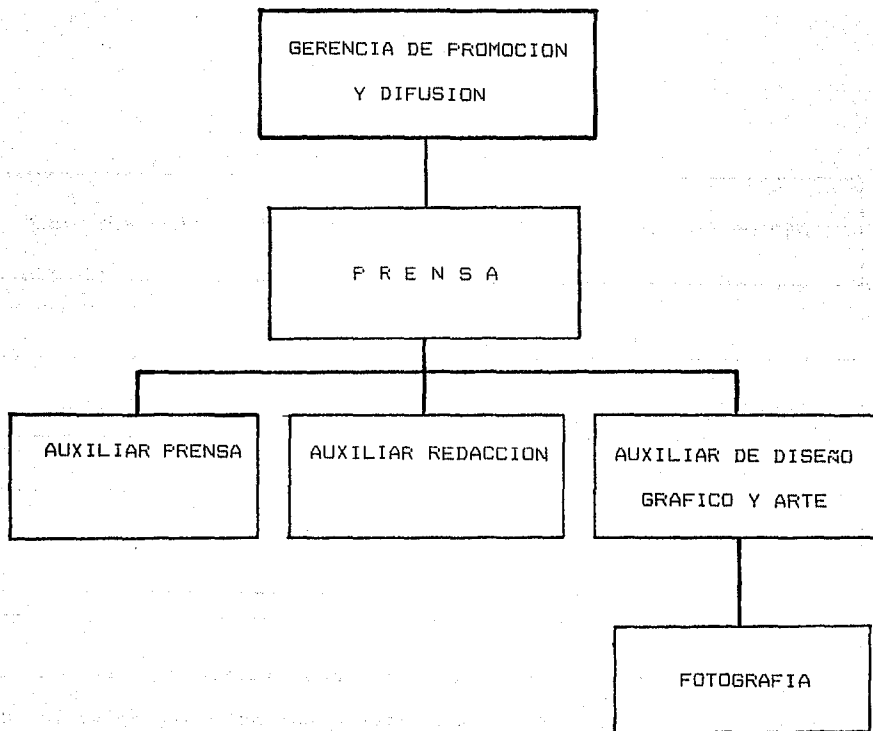 GERENCIA DE PROMOCION
Y DIFUSION
P R E N S A
AUXILIAR PRENSA
AUXILIAR REDACCION
AUXILIAR DE DISEÑO
GRAFICO Y ARTE
FOTOGRAFIA